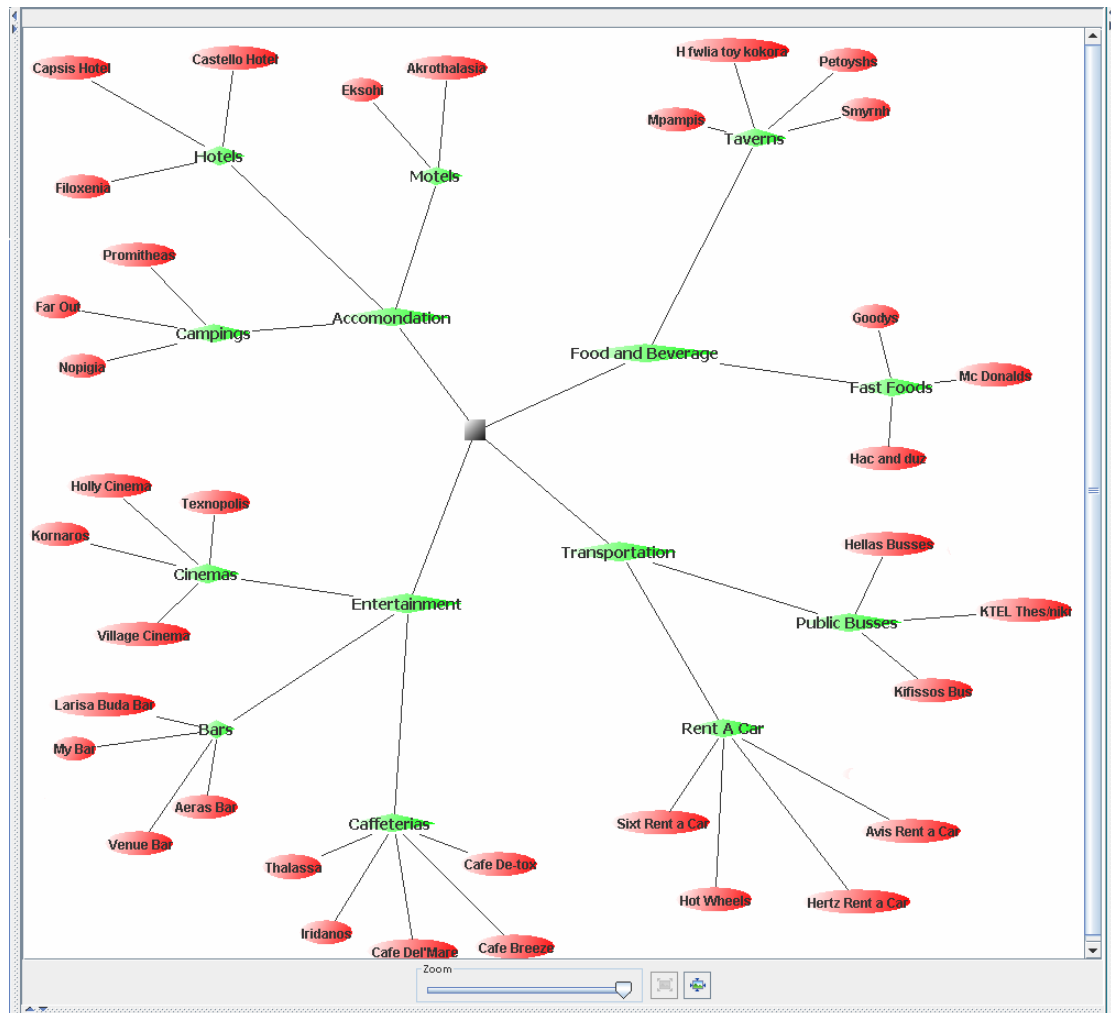 Capsis Hotel
Castello Hotel
Akrothalasia
Eksohi
Hotels
Motels
Filoxenia
H fwlia toy kokora
Petoyshs
Mpampis
Smyrnh
Taverns
Promitheas
Far Out
Campings
Accomondation
Nopigia
Food and Beverage
Goodys
Mc Donalds
Fast Foods
Hac and duz
Holly Cinema
Texnopolis
Kornaros
Cinemas
Village Cinema
Entertainment
Transportation
Hellas Busses
KTEL Thes/niki
Public Busses
Kifissos Bus
Larisa Buda Bar
Bars
My Bar
Aeras Bar
Venue Bar
Rent A Car
Sixt Rent a Car
Avis Rent a Car
Hot Wheels
Hertz Rent a Car
Caffeterias
Thalassa
Cafe De-tox
Iridanos
Cafe Del'Mare
Cafe Breeze
Zoom